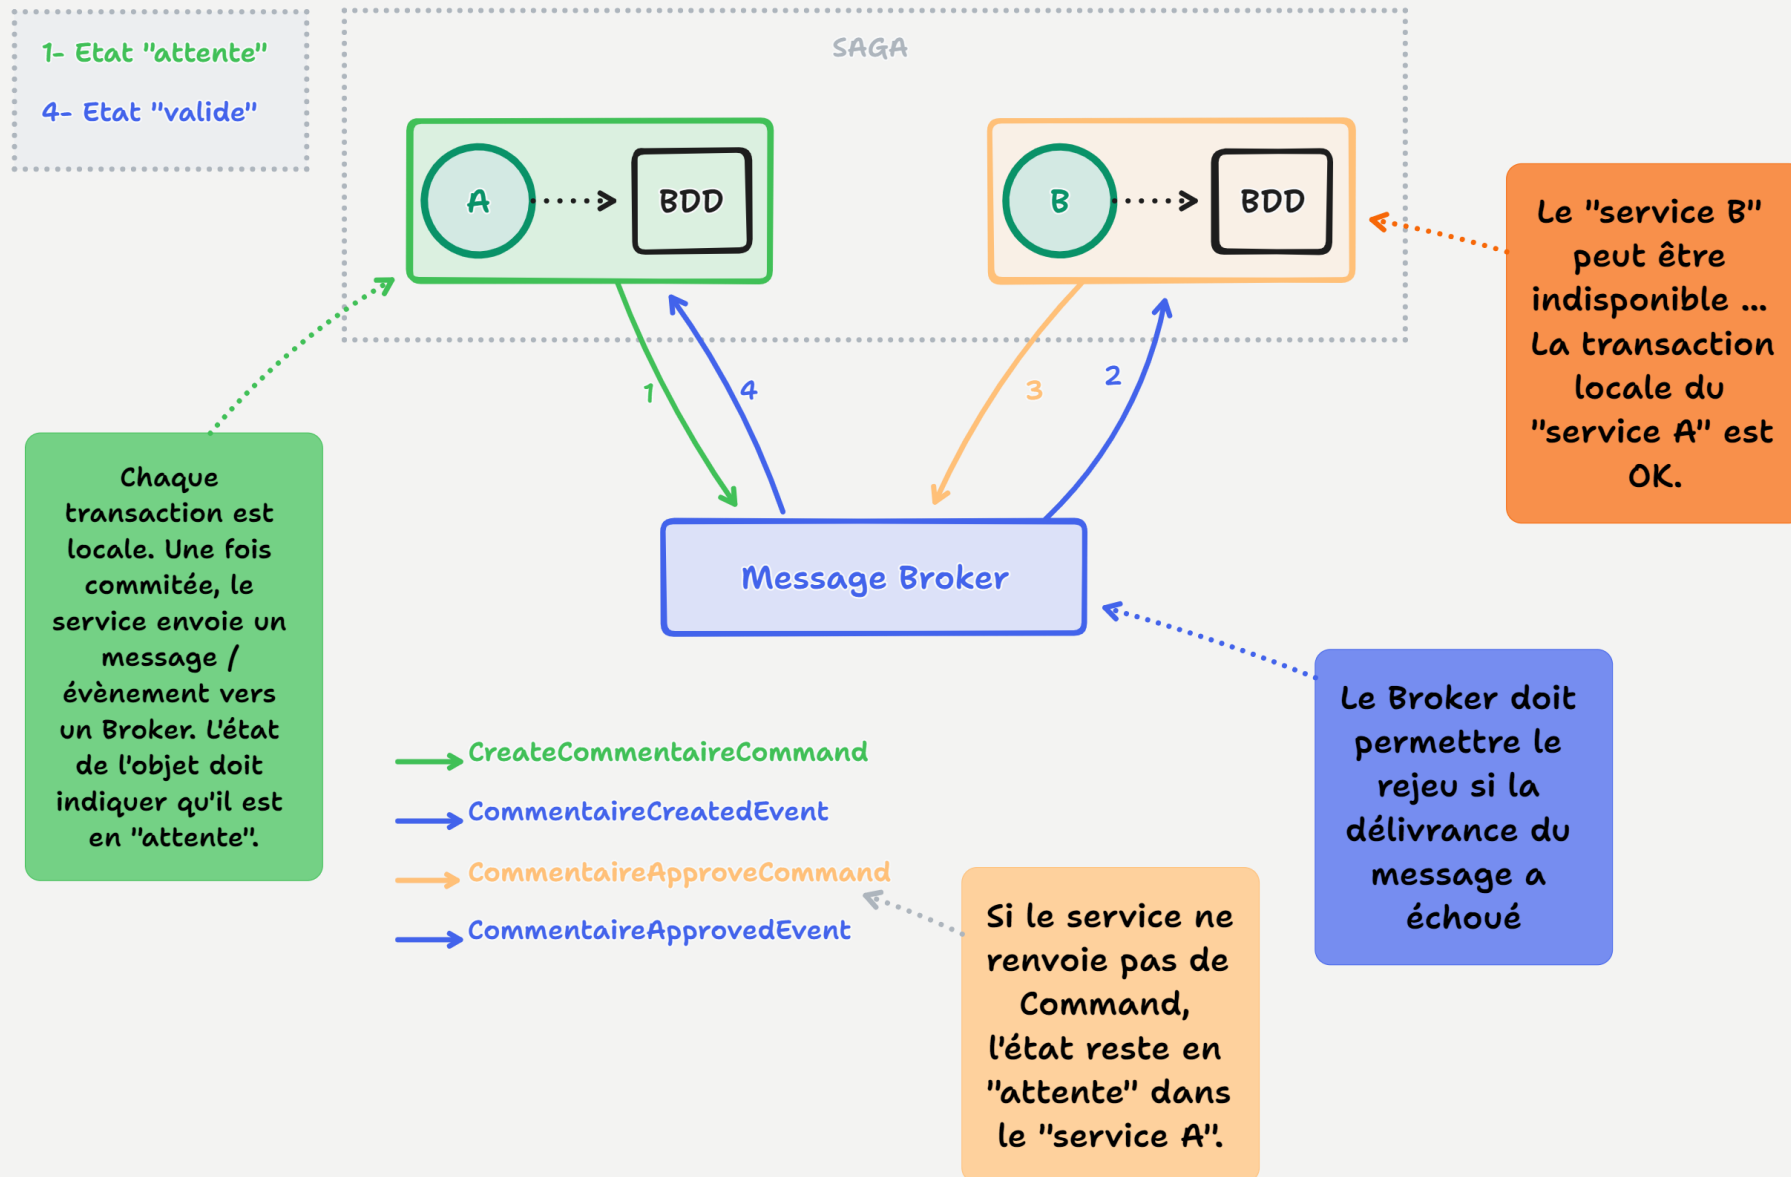 1- Etat "attente"
4- Etat "valide"
SAGA
A
BDD
B
BDD
Le "service B"
peut être
indisponible ...
La transaction
locale du
"service A" est
OK.
1
4
3
2
Chaque
transaction est
locale. Une fois
commitée, le
service envoie un
message /
évènement vers
un Broker. L'état
de l'objet doit
indiquer qu'il est
en "attente".
Message Broker
Le Broker doit
permettre le
rejeu si la
délivrance du
message a
échoué
CreateCommentaireCommand
CommentaireCreatedEvent
CommentaireApproveCommand
CommentaireApprovedEvent
Si le service ne
renvoie pas de
Command,
l'état reste en
"attente" dans
le "service A".